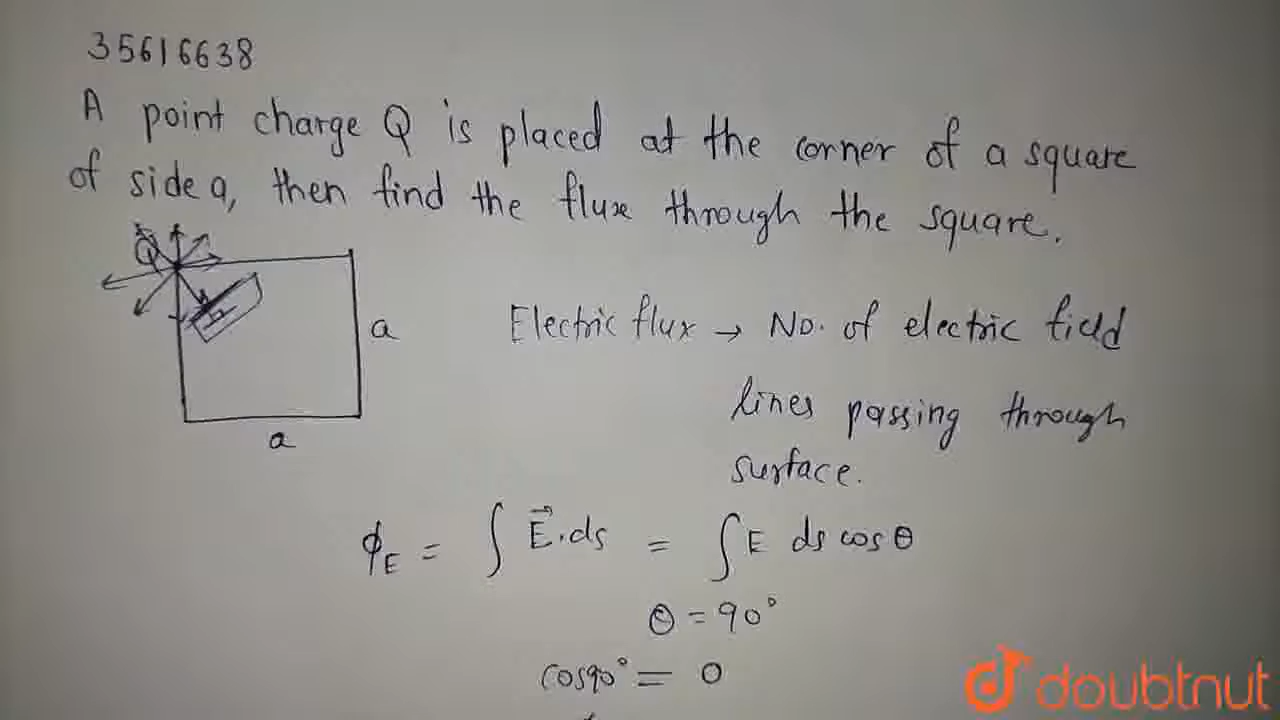 35616638
A point charge Q is placed at the corner of a square
of side a, then find the flux through the square.
Q
a
a
Electric flux → No. of electric field
lines passing through
surface.
ϕE = ∫ E⃗.ds = ∫ E ds cos θ
θ = 90°
cos90° = 0
doubtnut